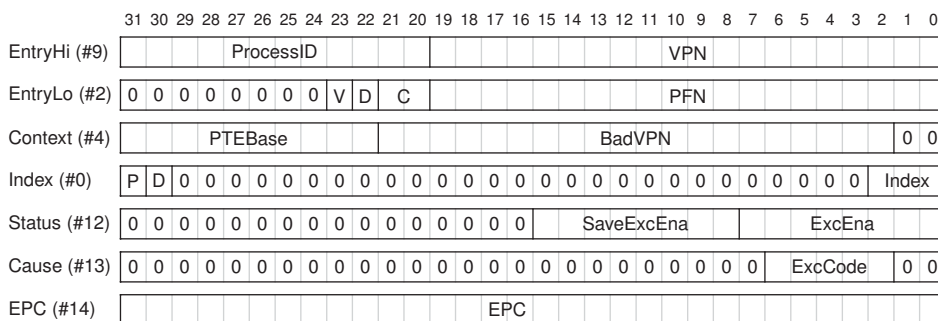 31 30 29 28 27 26 25 24 23 22 21 20 19 18 17 16 15 14 13 12 11 10 9 8 7 6 5 4 3 2 1 0
EntryHi (#9) ProcessID VPN
EntryLo (#2) 0 0 0 0 0 0 0 0 V D C PFN
Context (#4) PTEBase BadVPN 0 0
Index (#0) P D 0 0 0 0 0 0 0 0 0 0 0 0 0 0 0 0 0 0 0 0 0 0 0 0 0 0 0 Index
Status (#12) 0 0 0 0 0 0 0 0 0 0 0 0 0 0 0 0 SaveExcEna ExcEna
Cause (#13) 0 0 0 0 0 0 0 0 0 0 0 0 0 0 0 0 0 0 0 0 0 0 0 0 0 ExcCode 0 0
EPC (#14) EPC